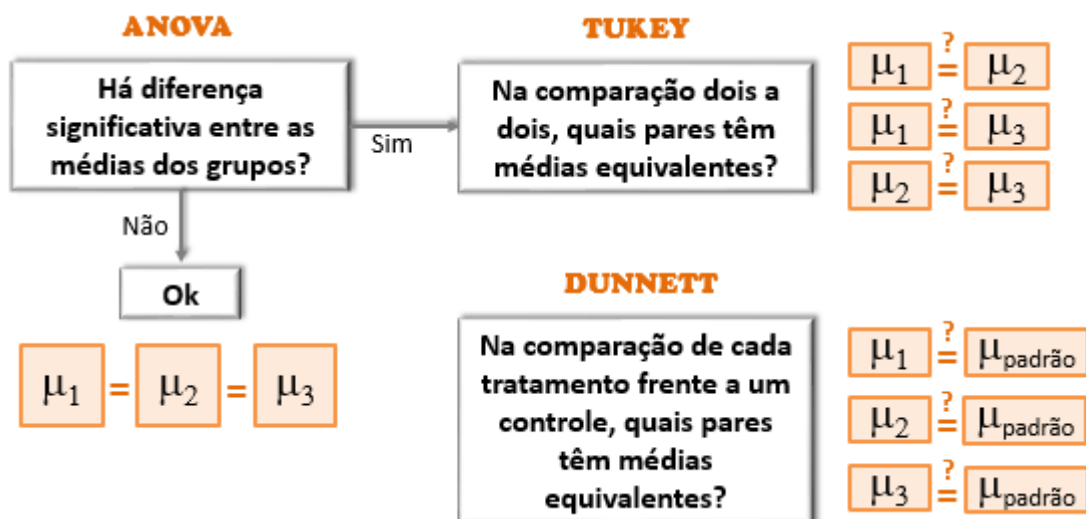 ANOVA
Há diferença
significativa entre as
médias dos grupos?
Sim
Não
Ok
μ1 = μ2 = μ3
TUKEY
Na comparação dois a
dois, quais pares têm
médias equivalentes?
μ1 ?= μ2
μ1 ?= μ3
μ2 ?= μ3
DUNNETT
Na comparação de cada
tratamento frente a um
controle, quais pares
têm médias
equivalentes?
μ1 ?= μpadrão
μ2 ?= μpadrão
μ3 ?= μpadrão